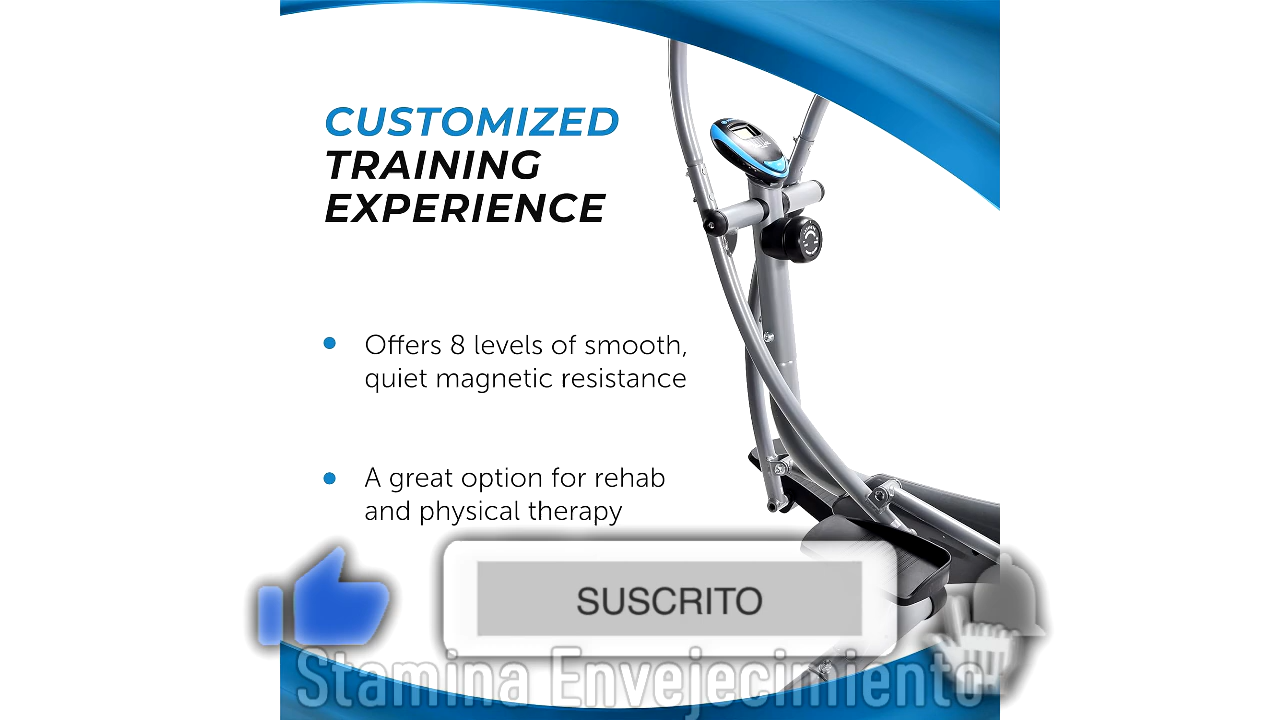 CUSTOMIZED
TRAINING
EXPERIENCE
Offers 8 levels of smooth,
quiet magnetic resistance
A great option for rehab
and physical therapy
SUSCRITO
Stamina Envejecimiento